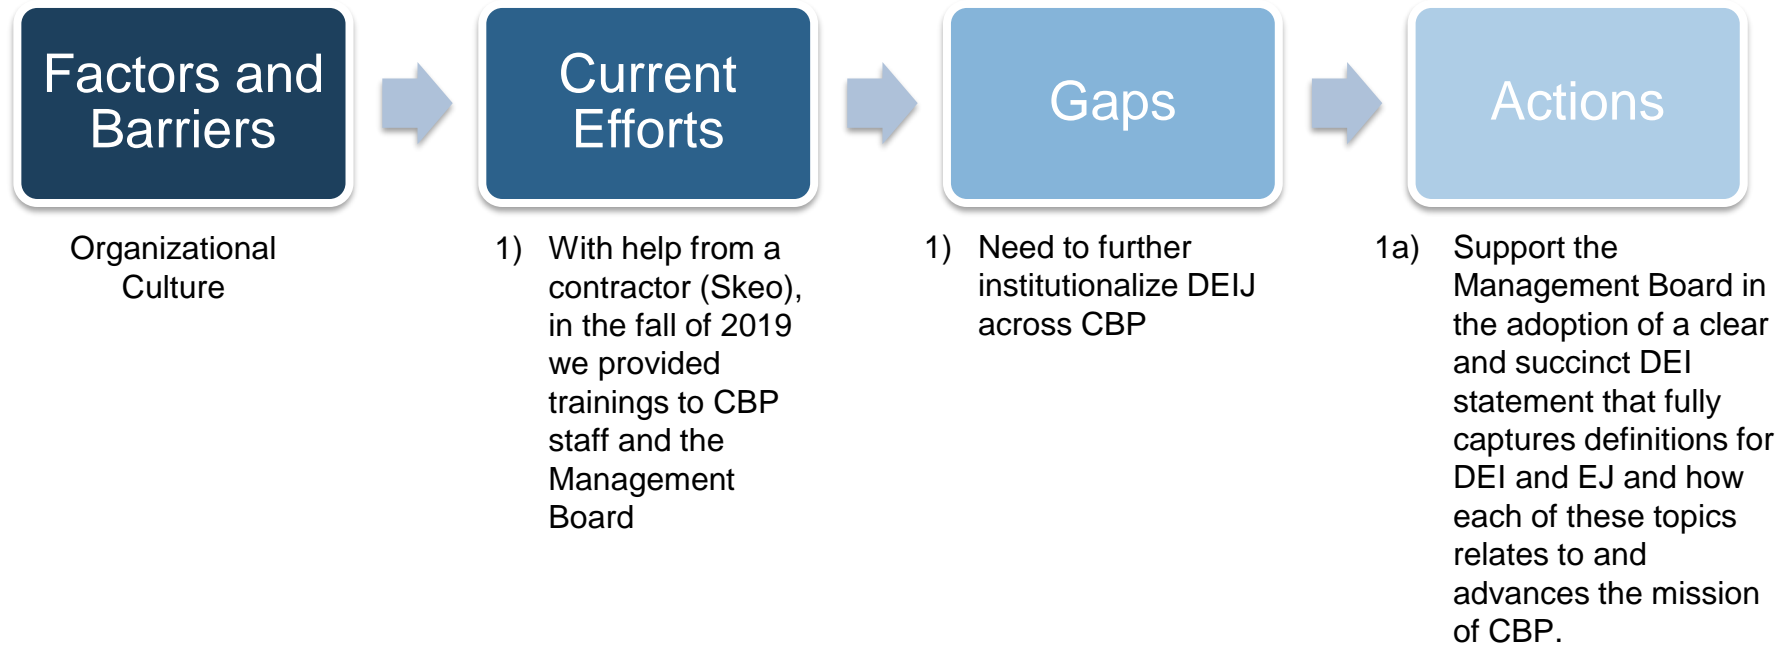 Factors and
Barriers
Current
Efforts
Gaps
Actions
Organizational
Culture
1) With help from a
contractor (Skeo),
in the fall of 2019
we provided
trainings to CBP
staff and the
Management
Board
1) Need to further
institutionalize DEIJ
across CBP
1a) Support the
Management Board in
the adoption of a clear
and succinct DEI
statement that fully
captures definitions for
DEI and EJ and how
each of these topics
relates to and
advances the mission
of CBP.